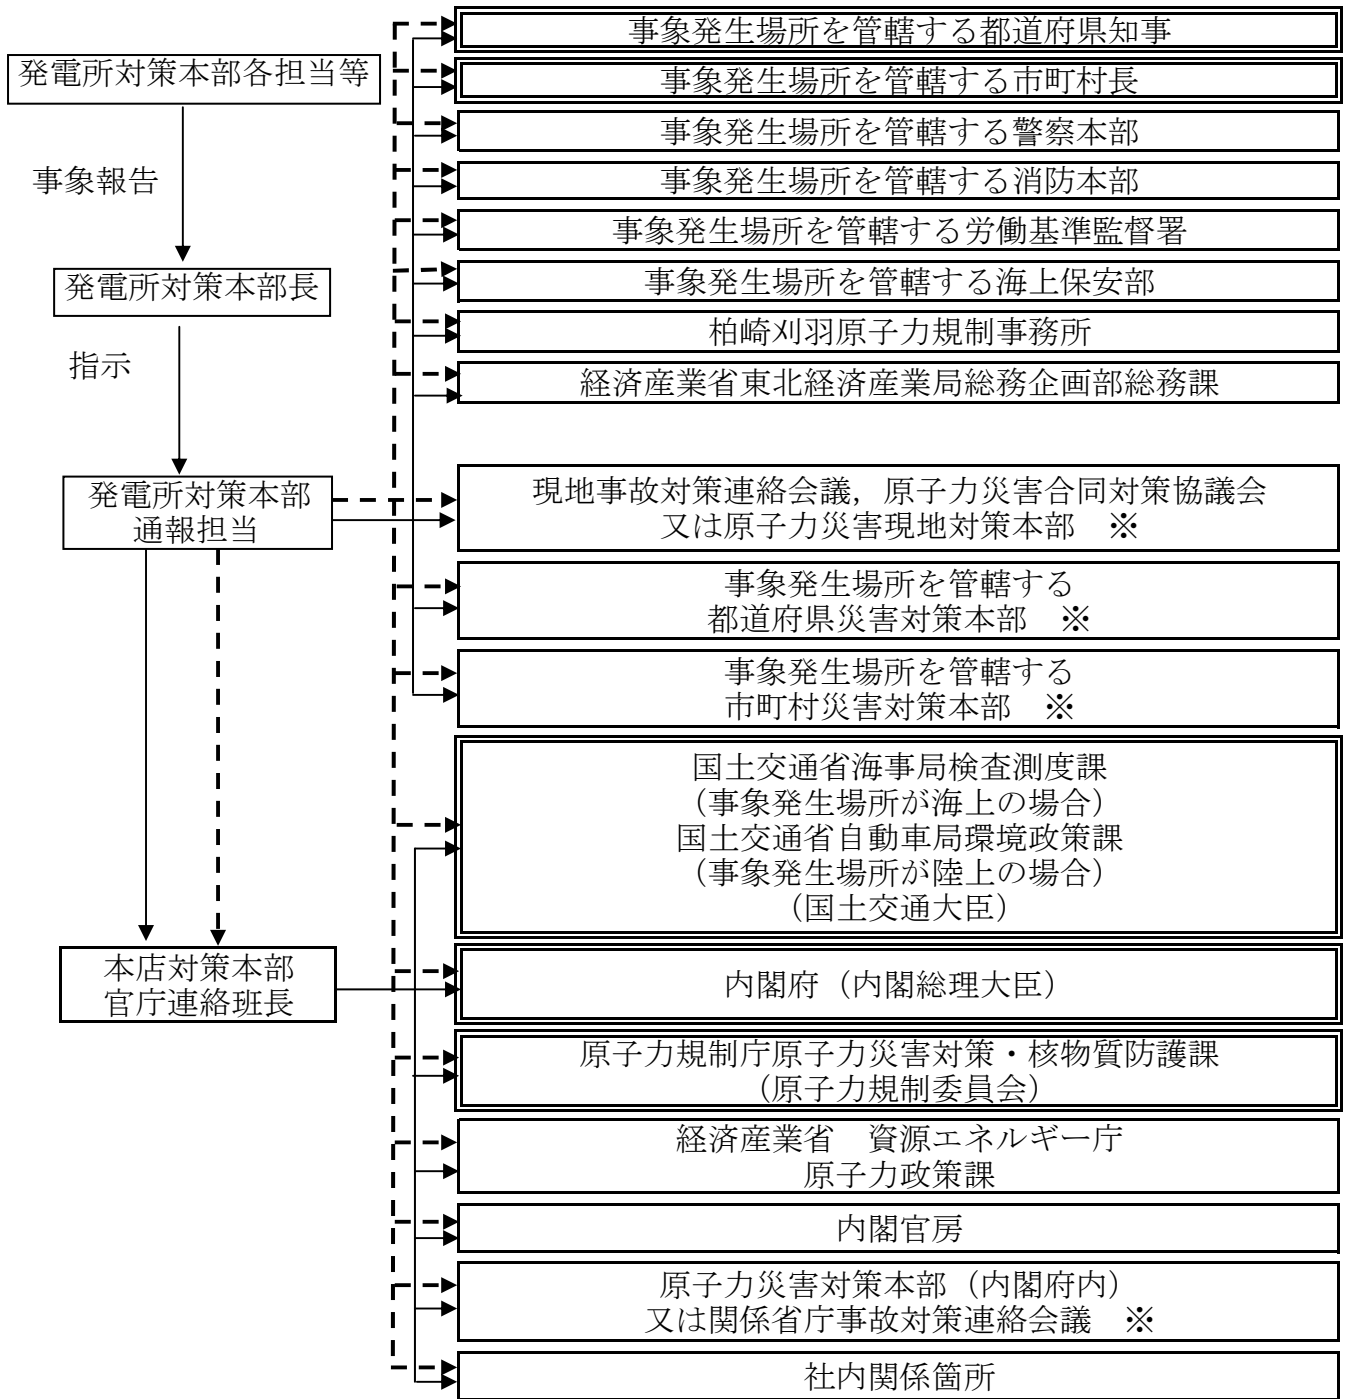 事象発生場所を管轄する都道府県知事
発電所対策本部各担当等
事象発生場所を管轄する市町村長
事象発生場所を管轄する警察本部
事象報告
事象発生場所を管轄する消防本部
事象発生場所を管轄する労働基準監督署
発電所対策本部長
事象発生場所を管轄する海上保安部
柏崎刈羽原子力規制事務所
指示
経済産業省東北経済産業局総務企画部総務課
発電所対策本部
通報担当
現地事故対策連絡会議，原子力災害合同対策協議会
又は原子力災害現地対策本部　※
事象発生場所を管轄する
都道府県災害対策本部　※
事象発生場所を管轄する
市町村災害対策本部　※
国土交通省海事局検査測度課
（事象発生場所が海上の場合）
国土交通省自動車局環境政策課
（事象発生場所が陸上の場合）
（国土交通大臣）
本店対策本部
官庁連絡班長
内閣府（内閣総理大臣）
原子力規制庁原子力災害対策・核物質防護課
（原子力規制委員会）
経済産業省　資源エネルギー庁
原子力政策課
内閣官房
原子力災害対策本部（内閣府内）
又は関係省庁事故対策連絡会議　※
社内関係箇所